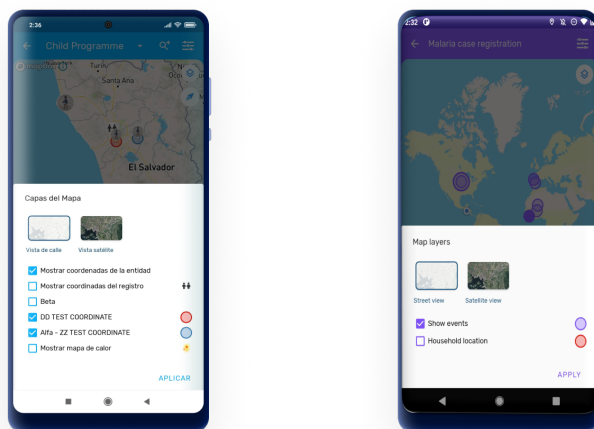 2:36
Child Programme
Santa Ana
El Salvador
Capas del Mapa
Vista de calle
Vista satélite
Mostrar coordenadas de la entidad
Mostrar coordinadas del registro
Beta
DD TEST COORDINATE
Alfa - ZZ TEST COORDINATE
Mostrar mapa de calor
APLICAR
2:32
Malaria case registration
Map layers
Street view
Satellite view
Show events
Household location
APPLY